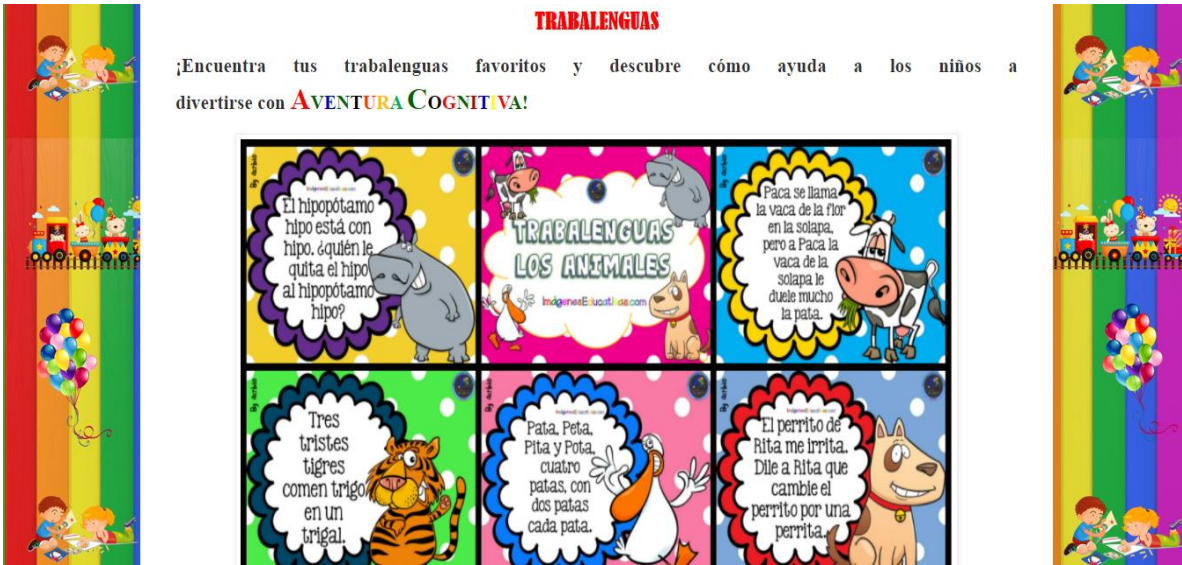 TRABALENGUAS
¡Encuentra tus trabalenguas favoritos y descubre cómo ayuda a los niños a
divertirse con AVENTURA COGNITIVA!
El hipopótamo
hipo está con
hipo. ¿quién le
quita el hipo
al hipopótamo
hipo?
TRABALENGUAS
LOS ANIMALES
ImágenesEducativas.com
Paca se llama
la vaca de la flor
en la solapa,
pero a Paca la
vaca de la
solapa le
duele mucho
la pata.
Tres
tristes
tigres
comen trigo
en un
trigal.
Pata, Peta,
Pita y Pota,
cuatro
patas, con
dos patas
cada pata.
El perrito de
Rita me irrita.
Dile a Rita que
cambie el
perrito por una
perrita.